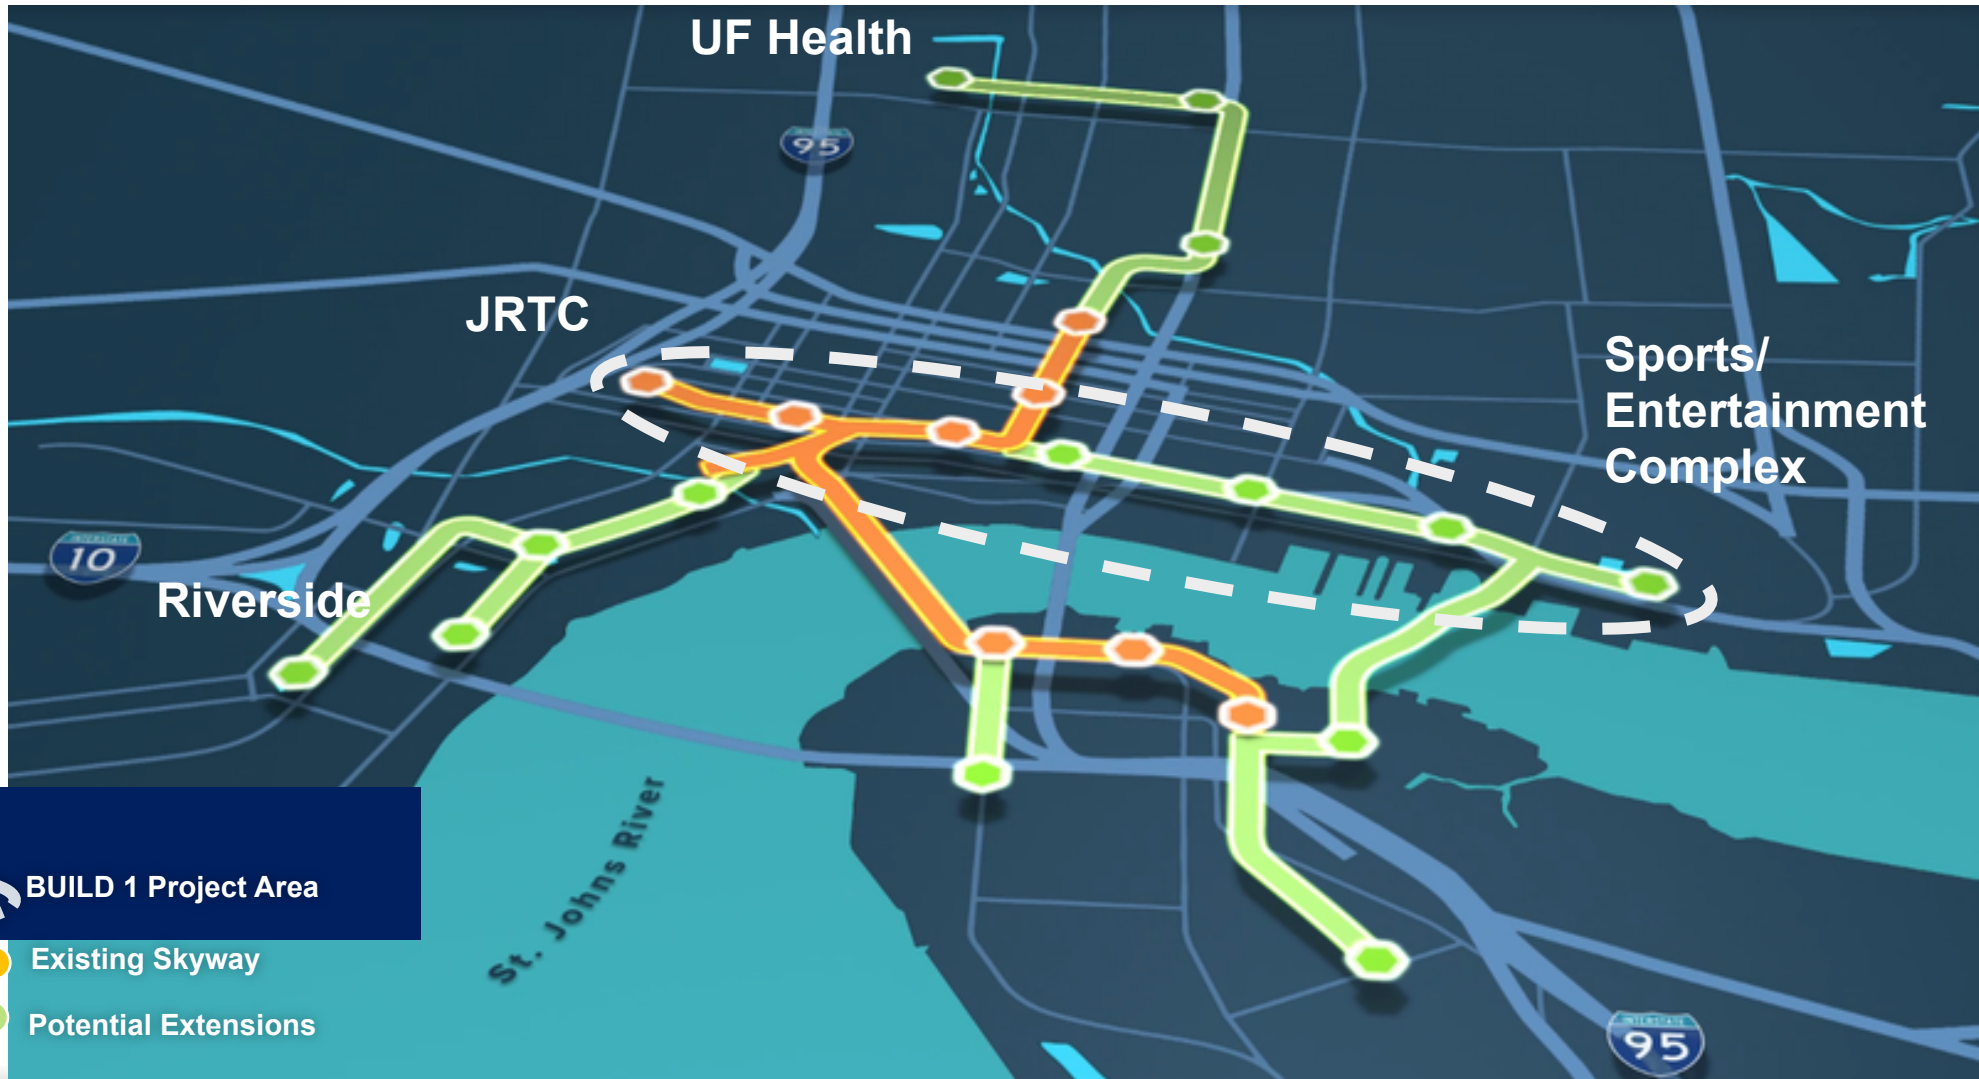 UF Health
95
JRTC
Sports/
Entertainment
Complex
INTERSTATE
10
Riverside
St. Johns River
BUILD 1 Project Area
Existing Skyway
Potential Extensions
95